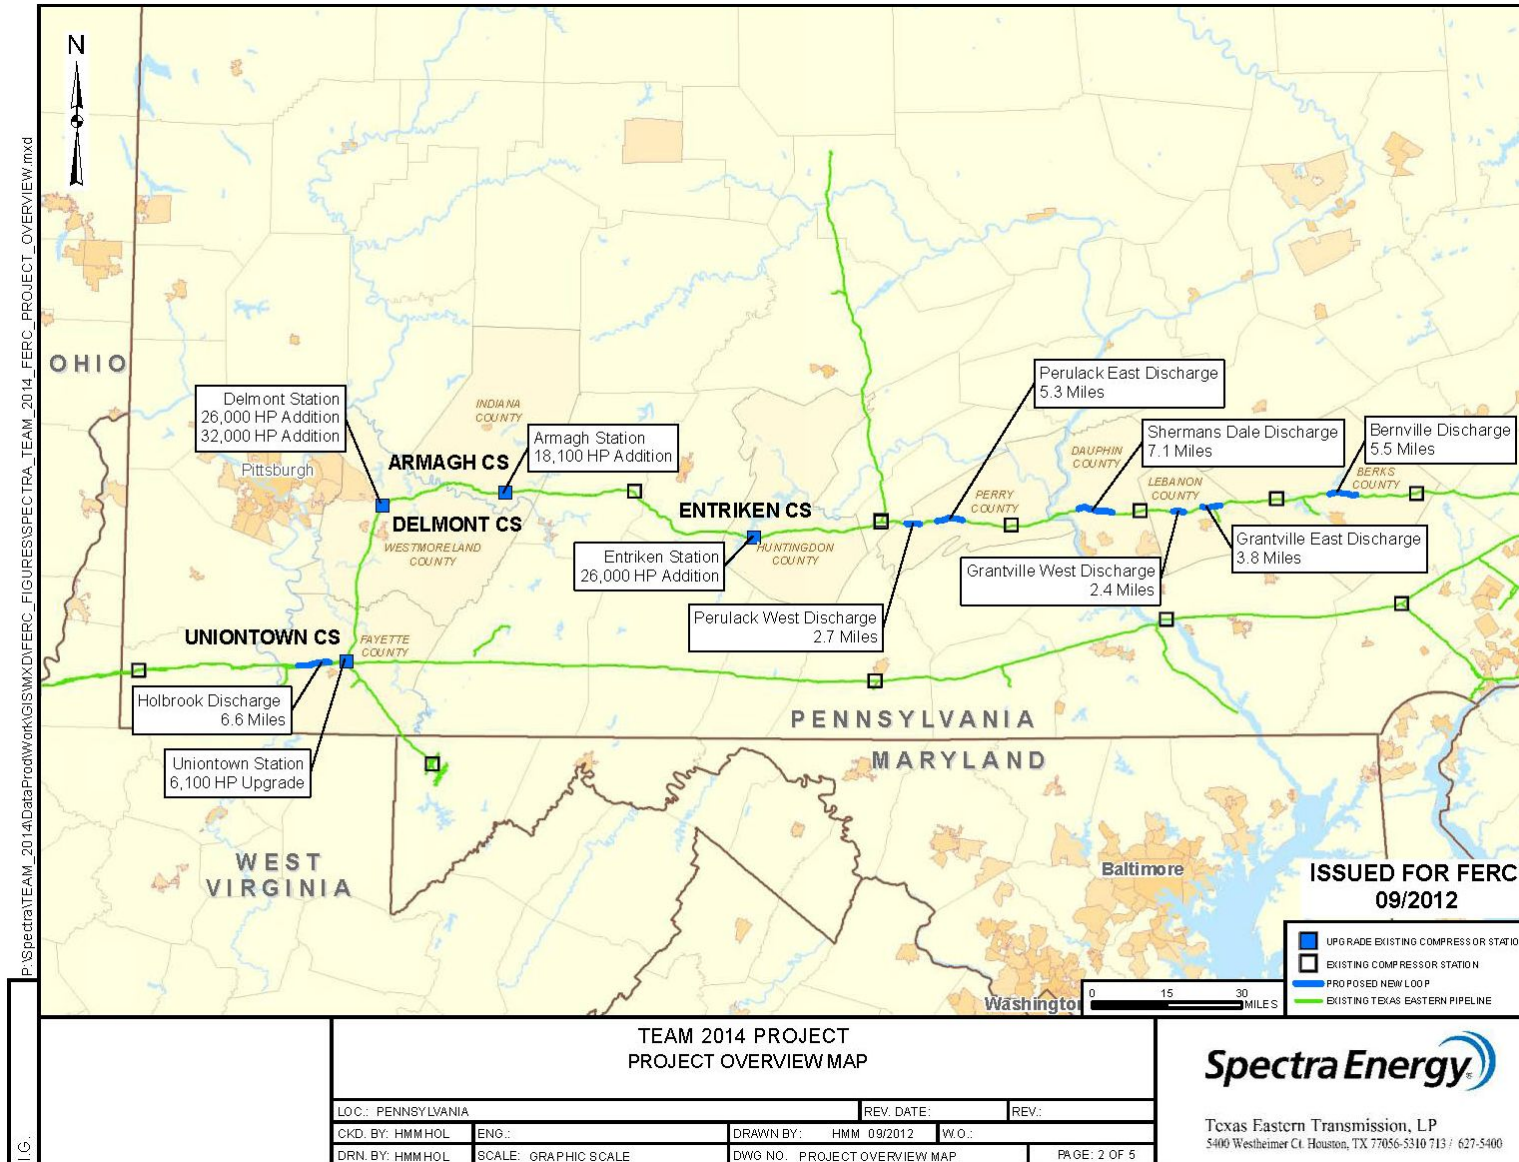 P:\Spectra\TEAM_2014\DataProd\Work\GIS\MXD\FERC_FIGURES\SPECTRA_TEAM_2014_FERC_PROJECT_OVERVIEW.mxd
N
OHIO
Perulack East Discharge
5.3 Miles
Delmont Station
26,000 HP Addition
32,000 HP Addition
INDIANA
COUNTY
Armagh Station
18,100 HP Addition
Shermans Dale Discharge
7.1 Miles
Bernville Discharge
5.5 Miles
DAUPHIN
COUNTY
Pittsburgh
ARMAGH CS
LEBANON
COUNTY
BERKS
COUNTY
PERRY
COUNTY
ENTRIKEN CS
DELMONT CS
WESTMORELAND
COUNTY
Entriken Station
26,000 HP Addition
HUNTINGDON
COUNTY
Grantville East Discharge
3.8 Miles
Grantville West Discharge
2.4 Miles
Perulack West Discharge
2.7 Miles
UNIONTOWN CS
FAYETTE
COUNTY
Holbrook Discharge
6.6 Miles
Uniontown Station
6,100 HP Upgrade
PENNSYLVANIA
MARYLAND
WEST
VIRGINIA
Baltimore
Washington
ISSUED FOR FERC
09/2012
UPGRADE EXISTING COMPRESSOR STATIO
EXISTING COMPRESSOR STATION
PROPOSED NEW LOOP
EXISTING TEXAS EASTERN PIPELINE
0 15 30
MILES
I.G.
TEAM 2014 PROJECT
PROJECT OVERVIEW MAP
LOC.: PENNSYLVANIA
REV. DATE:
REV.:
CKD. BY: HMMHOL
ENG.:
DRAWN BY: HMM 09/2012
W.O.:
DRN. BY: HMMHOL
SCALE: GRAPHIC SCALE
DWG NO. PROJECT OVERVIEW MAP
PAGE: 2 OF 5
Spectra Energy®
Texas Eastern Transmission, LP
5400 Westheimer Ct. Houston, TX 77056-5310 713 / 627-5400